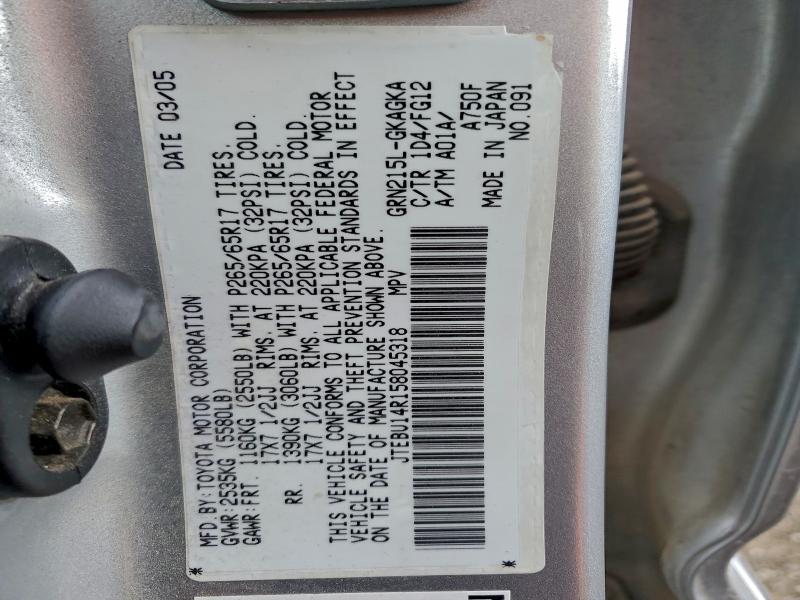 MFD. BY: TOYOTA MOTOR CORPORATION DATE 03/05
GVWR: 2535KG (5580LB)
GAWR: FRT. 1160KG (2550LB) WITH P265/65R17 TIRES.
17X7 1/2JJ RIMS. AT 220KPA (32PSI) COLD.
RR. 1390KG (3060LB) WITH P265/65R17 TIRES.
17X7 1/2JJ RIMS. AT 220KPA (32PSI) COLD.
THIS VEHICLE CONFORMS TO ALL APPLICABLE FEDERAL MOTOR
VEHICLE SAFETY AND THEFT PREVENTION STANDARDS IN EFFECT
ON THE DATE OF MANUFACTURE SHOWN ABOVE.
JTEBU14R158045318 MPV GRN215L-GKAGKA
C/TR 1D4/FG12
A/TM A01A/
A750F
MADE IN JAPAN
NO.091